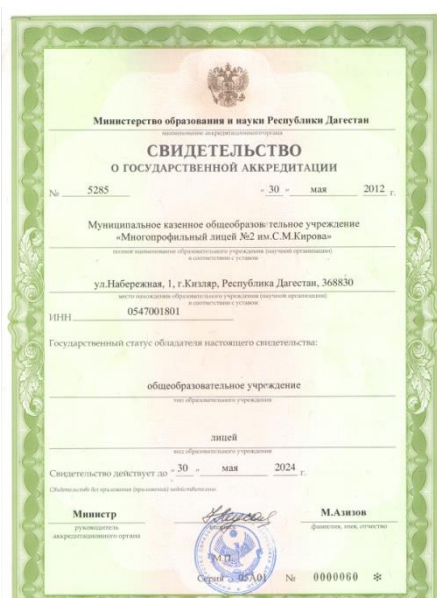 Министерство образования и науки Республики Дагестан
наименование аккредитационного органа
СВИДЕТЕЛЬСТВО
О ГОСУДАРСТВЕННОЙ АККРЕДИТАЦИИ
№ 5285 « 30 » мая 2012 г.
Муниципальное казенное общеобразовательное учреждение
«Многопрофильный лицей №2 им.С.М.Кирова»
полное наименование образовательного учреждения (научной организации)
в соответствии с уставом
ул.Набережная, 1, г.Кизляр, Республика Дагестан, 368830
место нахождения образовательного учреждения (научной организации)
в соответствии с уставом
ИНН 0547001801
Государственный статус обладателя настоящего свидетельства:
общеобразовательное учреждение
тип образовательного учреждения
лицей
вид образовательного учреждения
Свидетельство действует до « 30 » мая 2024 г.
Свидетельство без приложения (приложений) недействительно.
Министр М.Азизов
руководитель подпись фамилия, имя, отчество
аккредитационного органа
М.П.
Серия 05А01 № 0000060 *